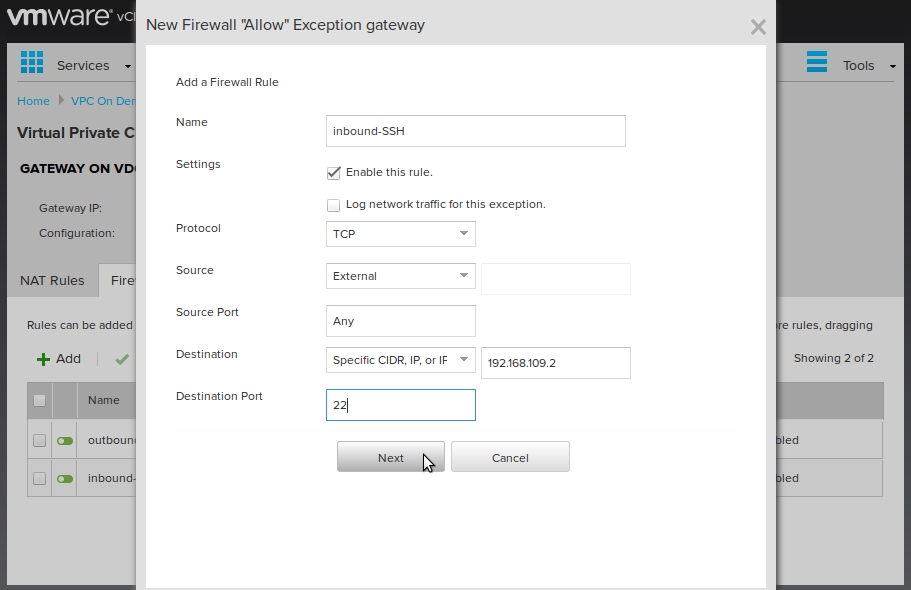 vmware® vCl
New Firewall "Allow" Exception gateway
Services
Tools
Home VPC On Den
Add a Firewall Rule
Virtual Private C
Name inbound-SSH
GATEWAY ON VD
Settings Enable this rule.
Log network traffic for this exception.
Gateway IP:
Configuration:
Protocol TCP
NAT Rules Firew
Source External
Source Port Any
Rules can be added
re rules, dragging
Destination Specific CIDR, IP, or IF 192.168.109.2
Add
Showing 2 of 2
Destination Port 22
Name
outboun
bled
Next Cancel
inbound-
bled